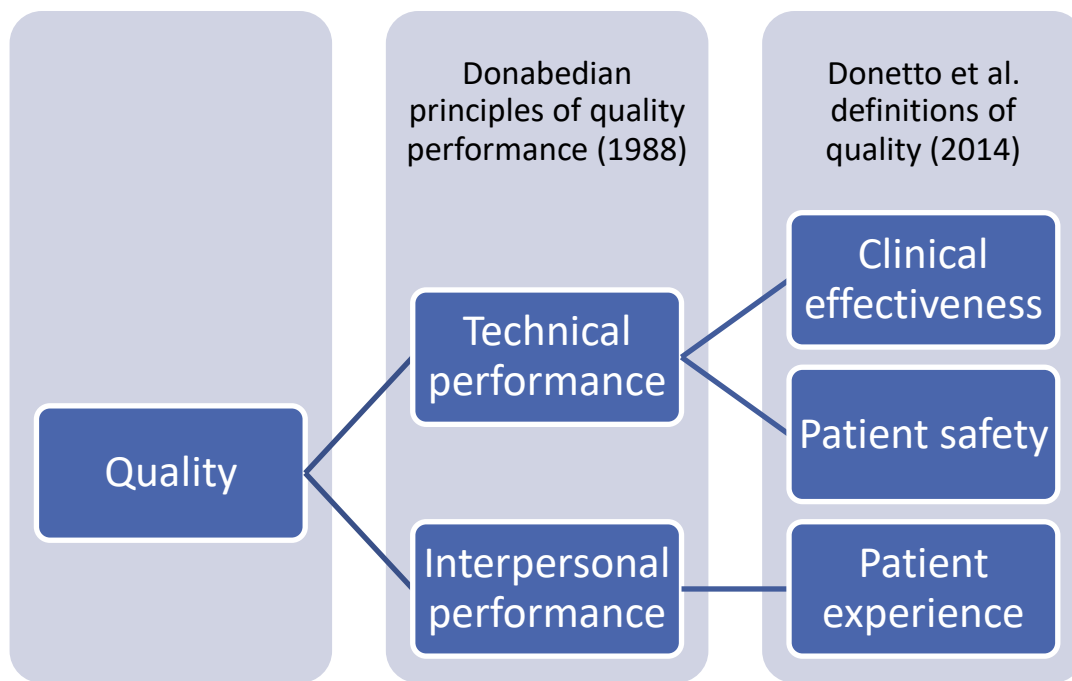 Donabedian
principles of quality
performance (1988)
Donetto et al.
definitions of
quality (2014)
Quality
Technical
performance
Interpersonal
performance
Clinical
effectiveness
Patient safety
Patient
experience